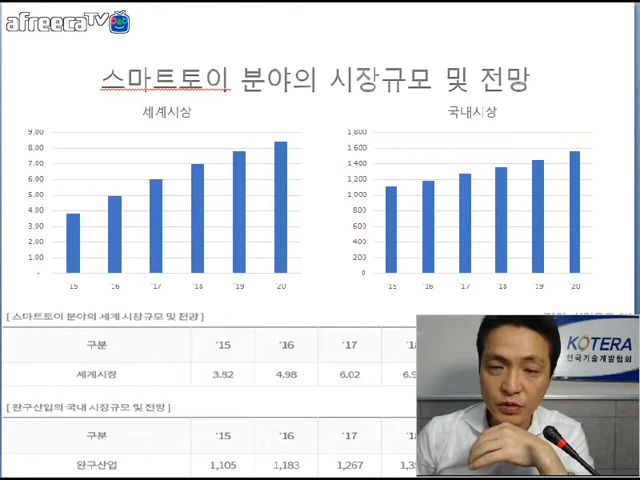 afreecaTV
스마트토이 분야의 시장규모 및 전망
세계시장
국내시장
9.00
8.00
7.00
6.00
5.00
4.00
3.00
2.00
1.00
-
'15 '16 '17 '18 '19 '20
1,800
1,600
1,400
1,200
1,000
800
600
400
200
0
'15 '16 '17 '18 '19 '20
[ 스마트토이 분야의 세계 시장규모 및 전망 ]
구분 '15 '16 '17 '1
세계시장 3.82 4.98 6.02 6.9
[ 완구산업의 국내 시장규모 및 전망 ]
구분 '15 '16 '17 '1
완구산업 1,105 1,183 1,267 1,3
KOTERA
한국기술개발협회